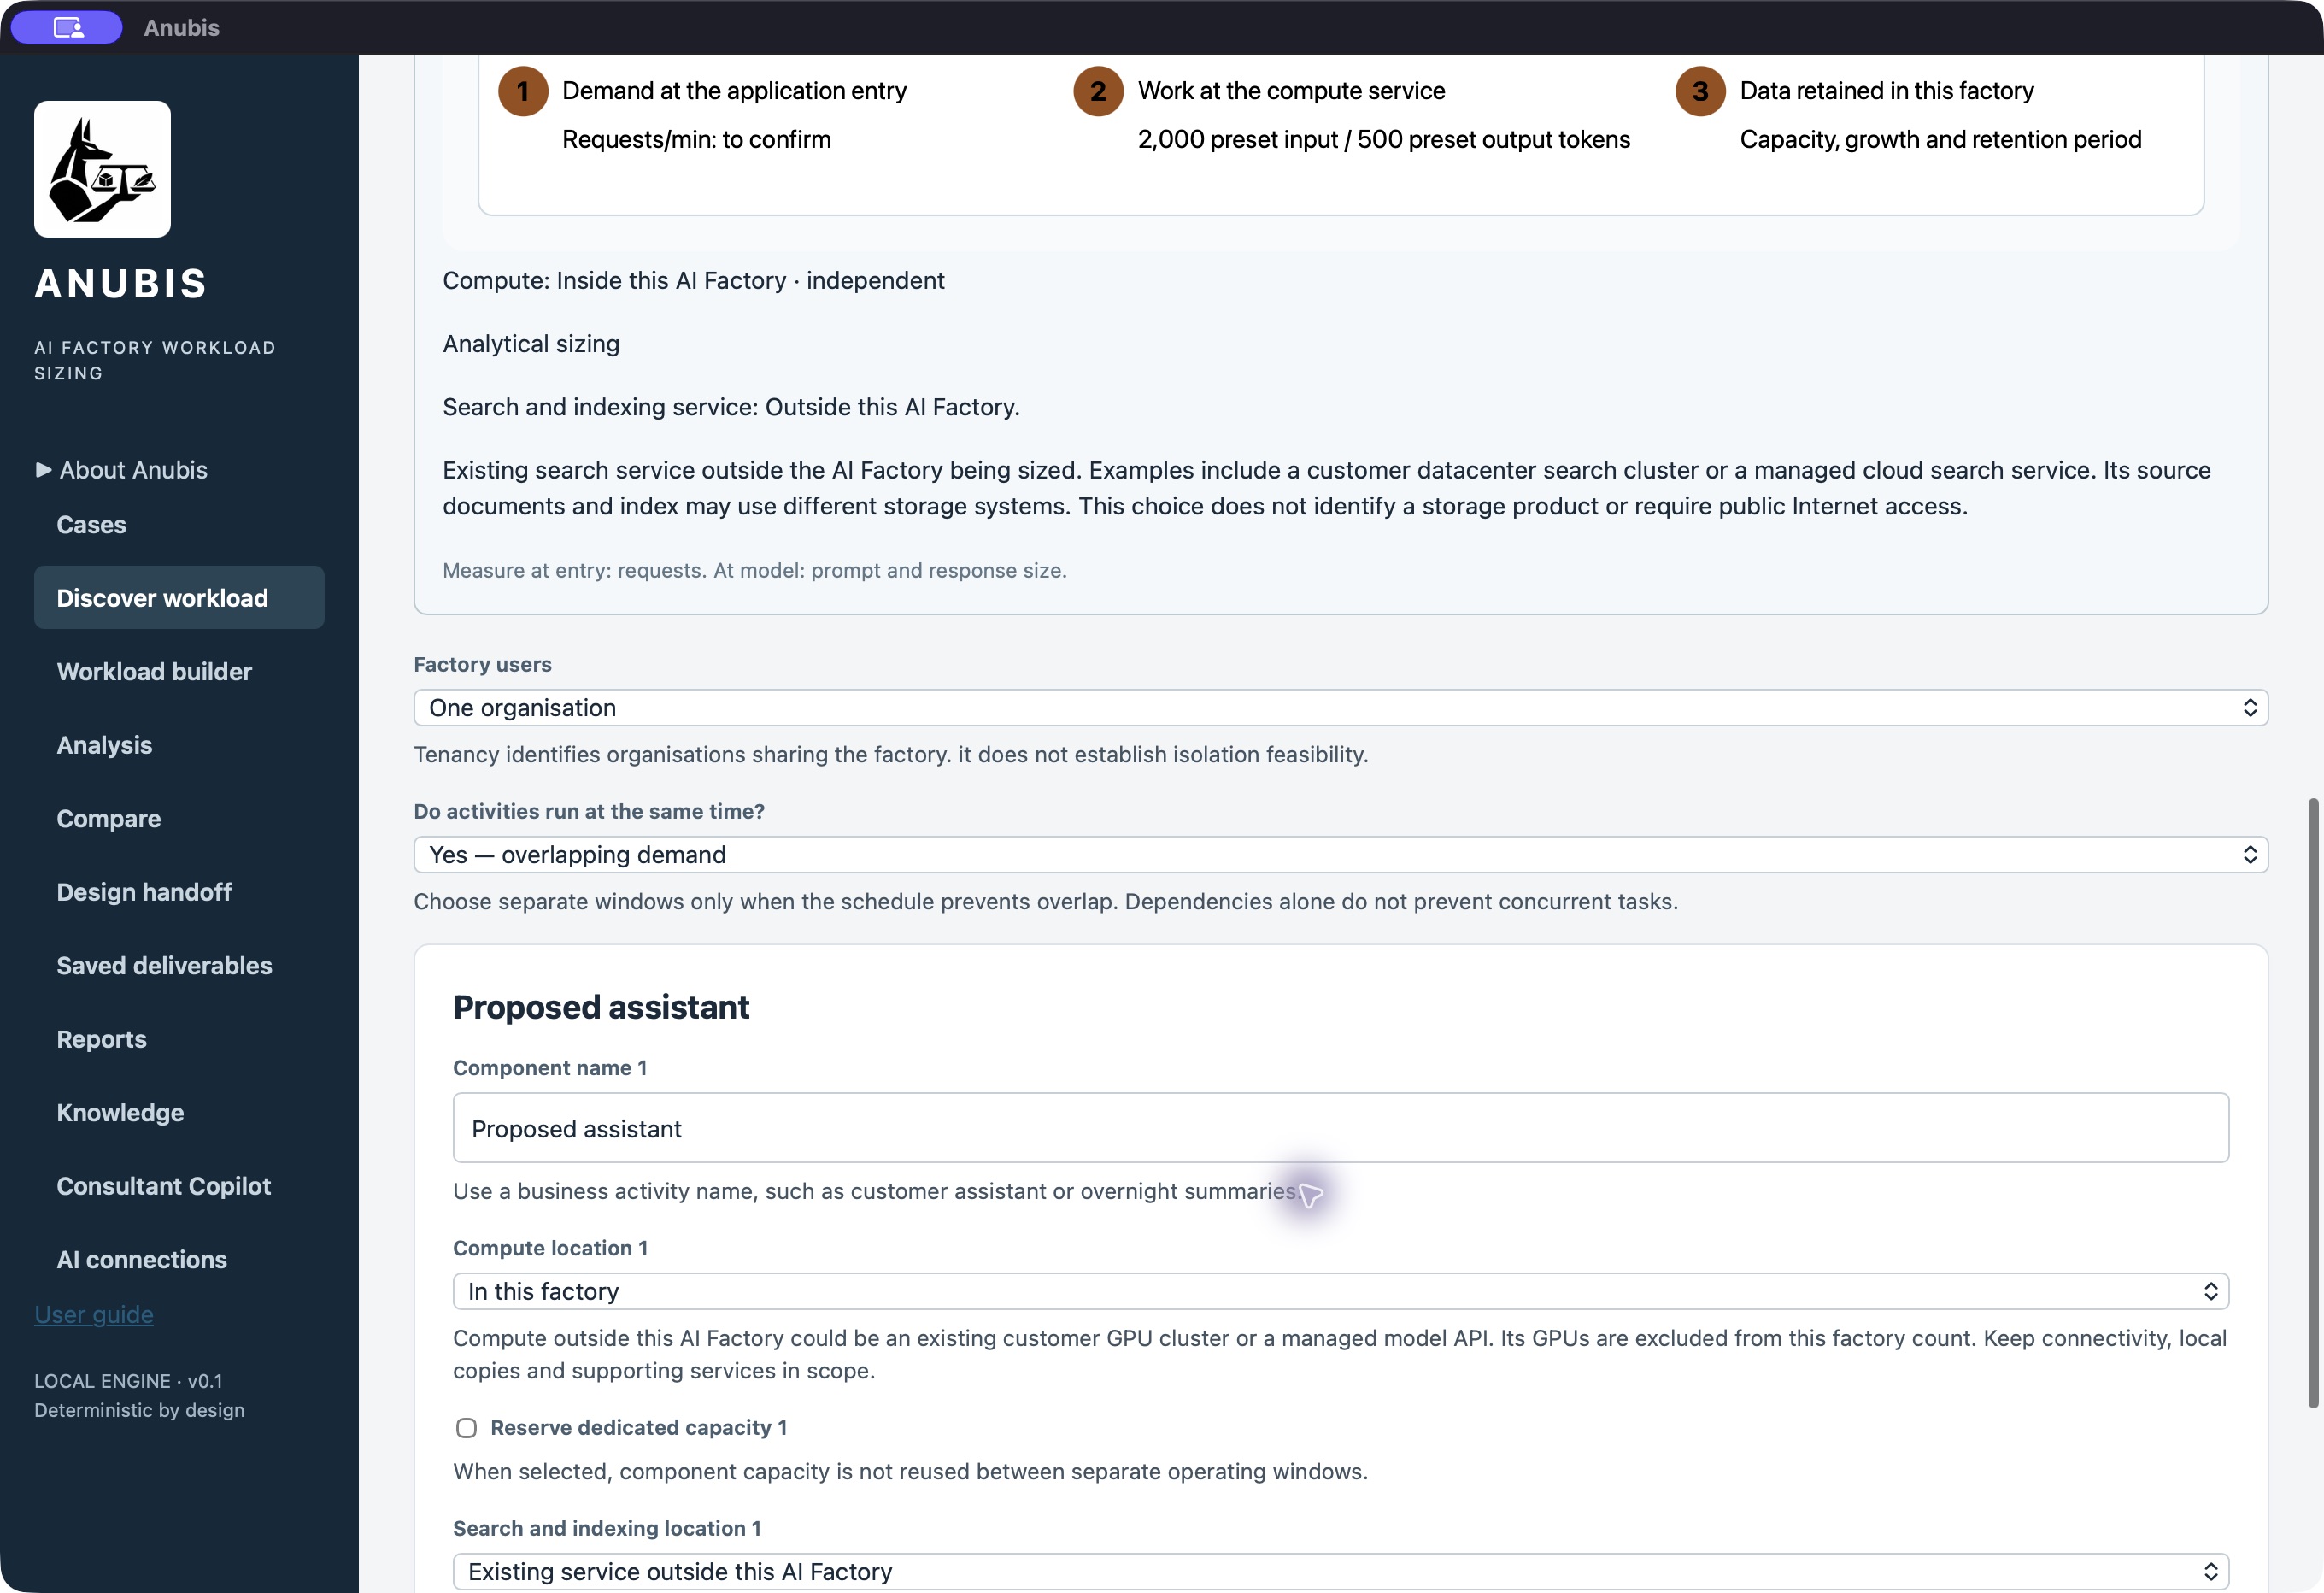 Anubis
ANUBIS
AI FACTORY WORKLOAD
SIZING
About Anubis
Cases
Discover workload
Workload builder
Analysis
Compare
Design handoff
Saved deliverables
Reports
Knowledge
Consultant Copilot
AI connections
User guide
LOCAL ENGINE · v0.1
Deterministic by design
1 Demand at the application entry
Requests/min: to confirm
2 Work at the compute service
2,000 preset input / 500 preset output tokens
3 Data retained in this factory
Capacity, growth and retention period
Compute: Inside this AI Factory · independent
Analytical sizing
Search and indexing service: Outside this AI Factory.
Existing search service outside the AI Factory being sized. Examples include a customer datacenter search cluster or a managed cloud search service. Its source
documents and index may use different storage systems. This choice does not identify a storage product or require public Internet access.
Measure at entry: requests. At model: prompt and response size.
Factory users
One organisation
Tenancy identifies organisations sharing the factory. it does not establish isolation feasibility.
Do activities run at the same time?
Yes — overlapping demand
Choose separate windows only when the schedule prevents overlap. Dependencies alone do not prevent concurrent tasks.
Proposed assistant
Component name 1
Proposed assistant
Use a business activity name, such as customer assistant or overnight summaries.
Compute location 1
In this factory
Compute outside this AI Factory could be an existing customer GPU cluster or a managed model API. Its GPUs are excluded from this factory count. Keep connectivity, local
copies and supporting services in scope.
Reserve dedicated capacity 1
When selected, component capacity is not reused between separate operating windows.
Search and indexing location 1
Existing service outside this AI Factory